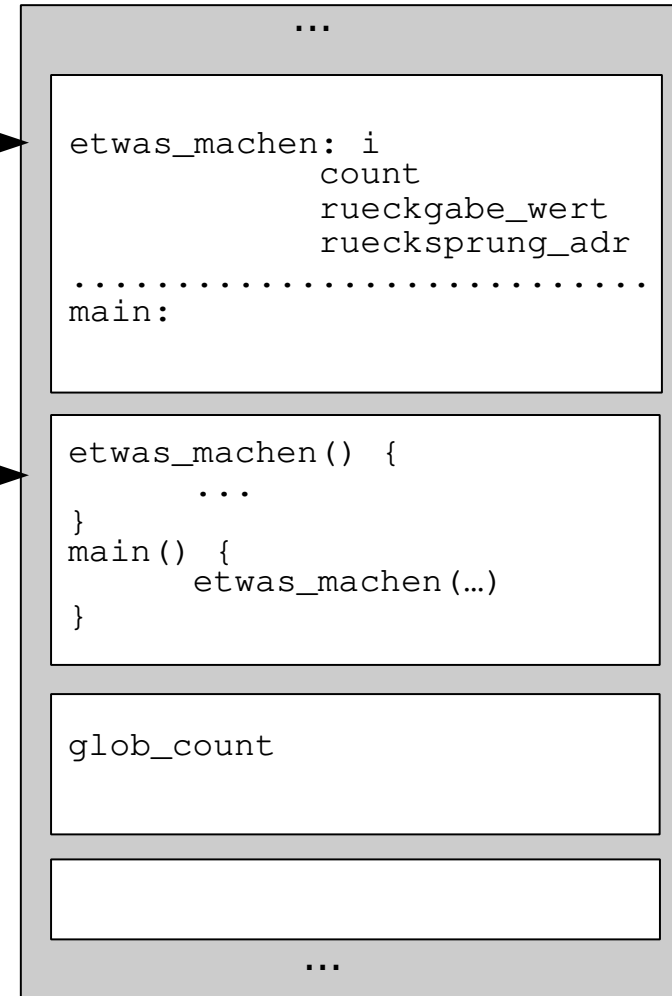 ...
etwas_machen: i
count
rueckgabe_wert
ruecksprung_adr
............................
main:
etwas_machen() {
...
}
main() {
etwas_machen(…)
}
glob_count
...